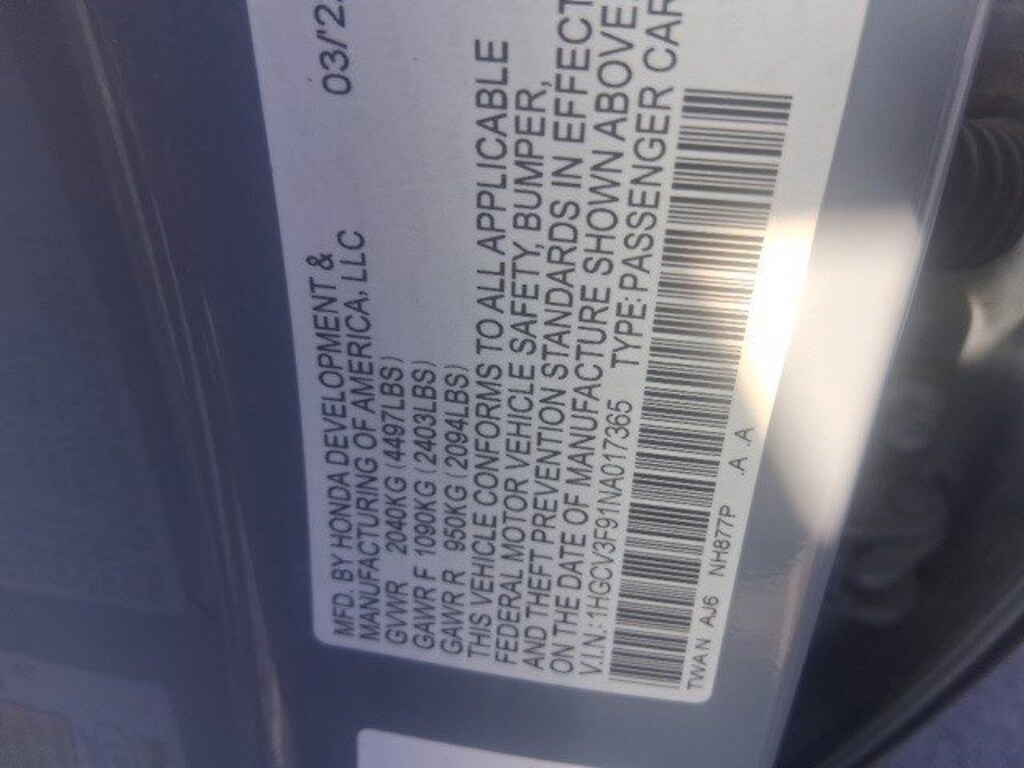 03/'2
MFD. BY HONDA DEVELOPMENT &
MANUFACTURING OF AMERICA, LLC
GVWR 2040KG (4497LBS)
GAWR F 1090KG (2403LBS)
GAWR R 950KG (2094LBS)
THIS VEHICLE CONFORMS TO ALL APPLICABLE
FEDERAL MOTOR VEHICLE SAFETY, BUMPER,
AND THEFT PREVENTION STANDARDS IN EFFECT
ON THE DATE OF MANUFACTURE SHOWN ABOVE.
V.I.N.:1HGCV3F91NA017365 TYPE:PASSENGER CAR
TWAN AJ6 NH877P .A .A